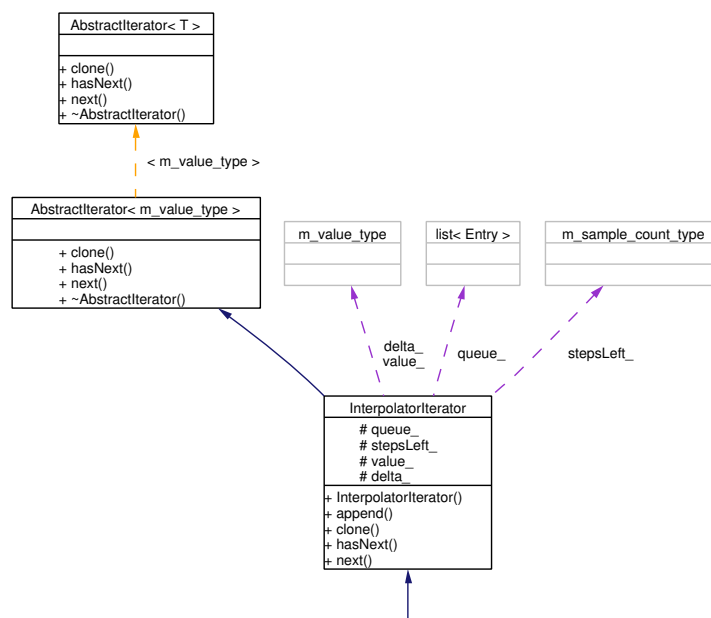 AbstractIterator< T >
+ clone()
+ hasNext()
+ next()
+ ~AbstractIterator()
< m_value_type >
AbstractIterator< m_value_type >
+ clone()
+ hasNext()
+ next()
+ ~AbstractIterator()
m_value_type
list< Entry >
m_sample_count_type
delta_
value_
queue_
stepsLeft_
InterpolatorIterator
# queue_
# stepsLeft_
# value_
# delta_
+ InterpolatorIterator()
+ append()
+ clone()
+ hasNext()
+ next()